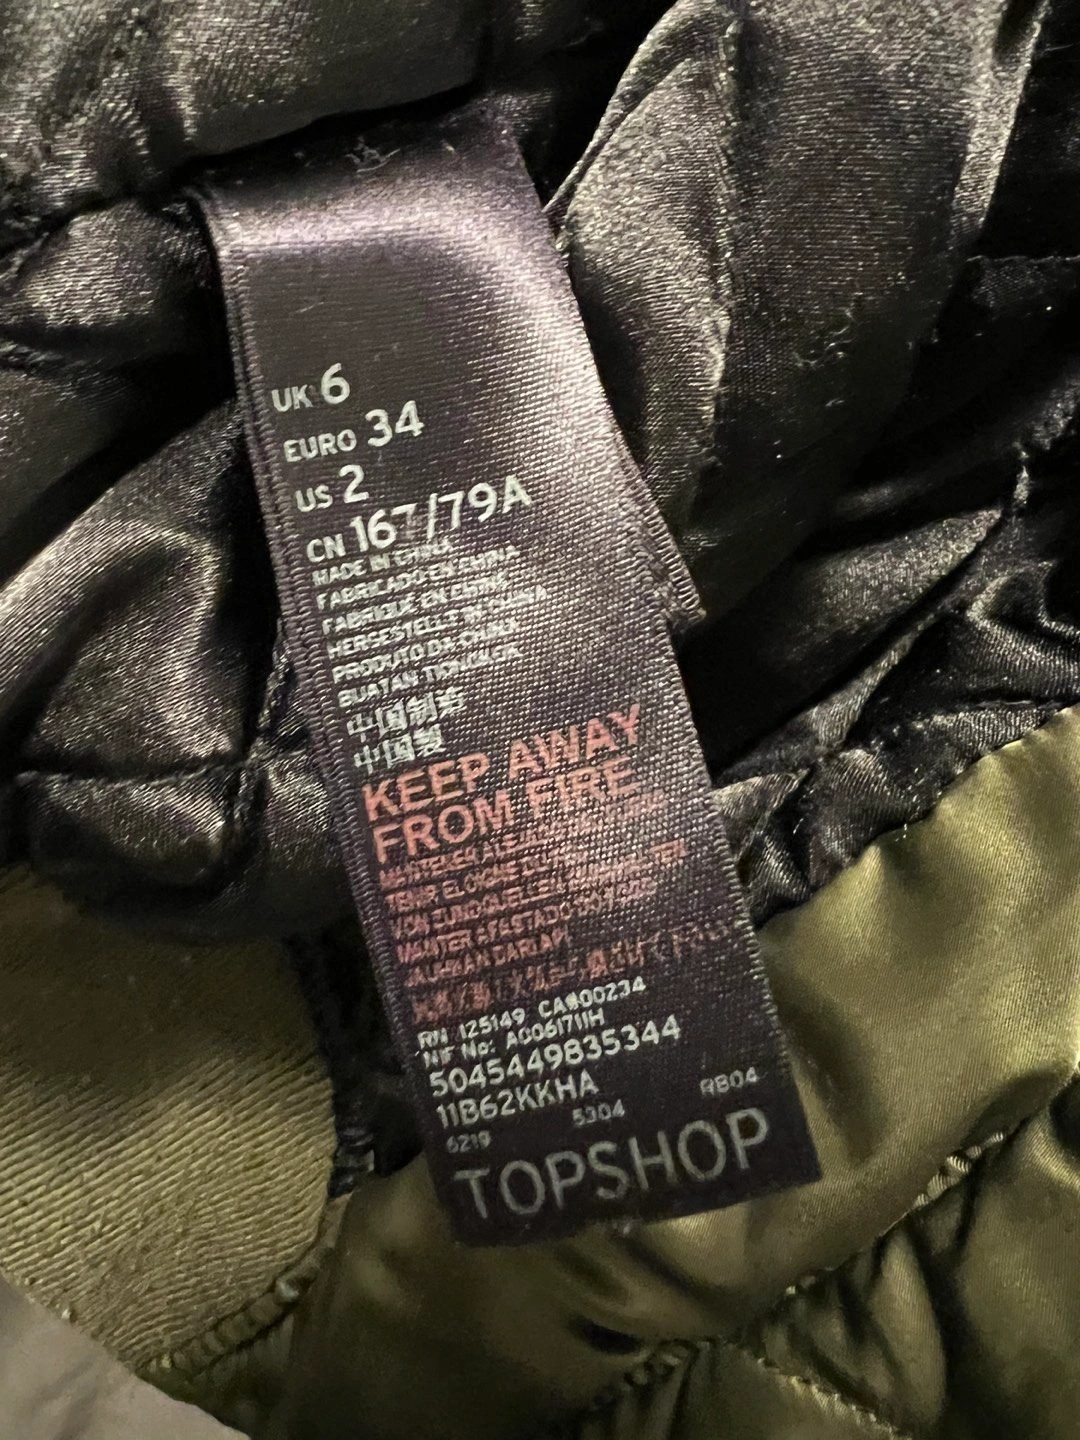 UK 6
EURO 34
US 2
CN 167/79A
MADE IN CHINA
FABRICADO EN CHINA
FABRIQUÉ EN CHINE
HERGESTELLT IN CHINA
PRODUTO DA CHINA
BUATAN TIONGKOK
中国制造
中国製
KEEP AWAY
FROM FIRE
RN 125149 CA#00234
NIF No: A0061711H
5045449835344
11B62KKHA
6219 5304 RB04
TOPSHOP